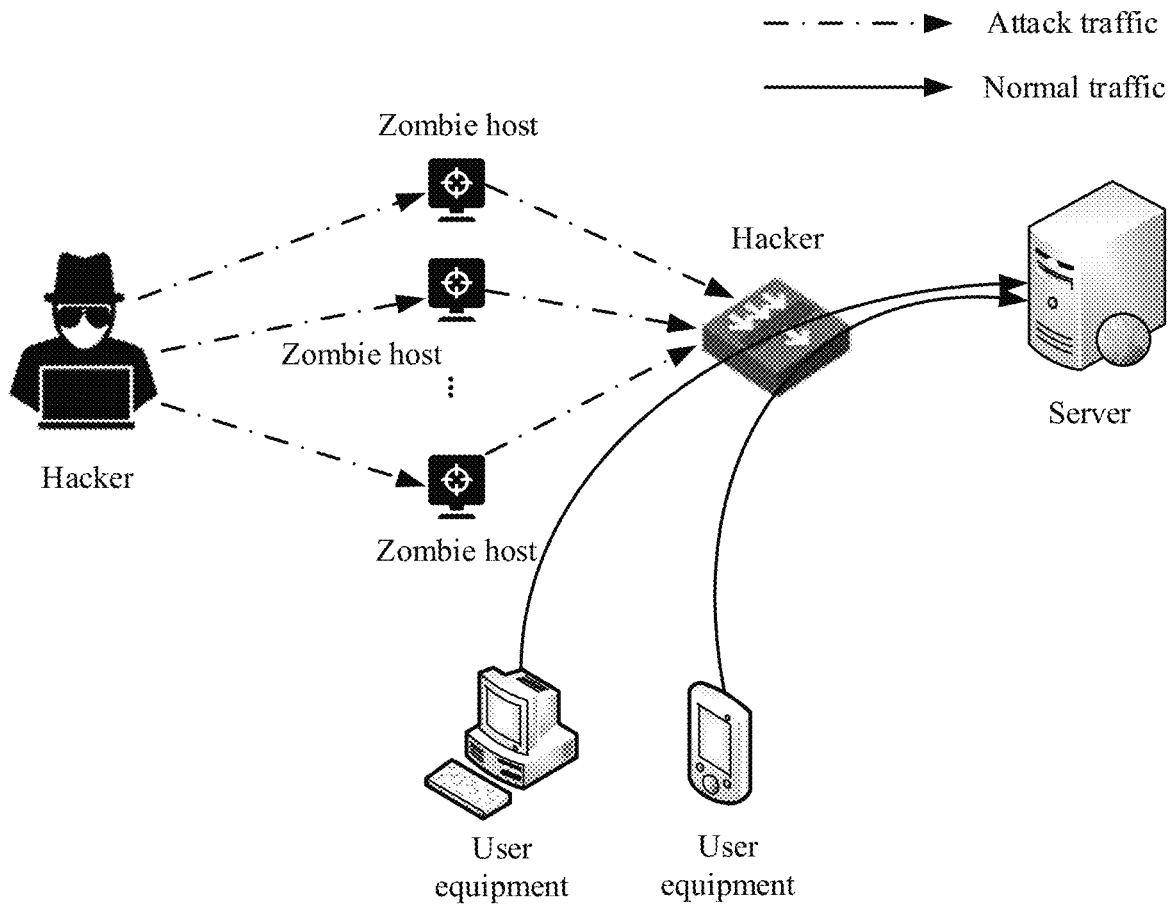 Attack traffic
Normal traffic
Zombie host
Hacker
Zombie host
Server
Hacker
Zombie host
User
equipment
User
equipment